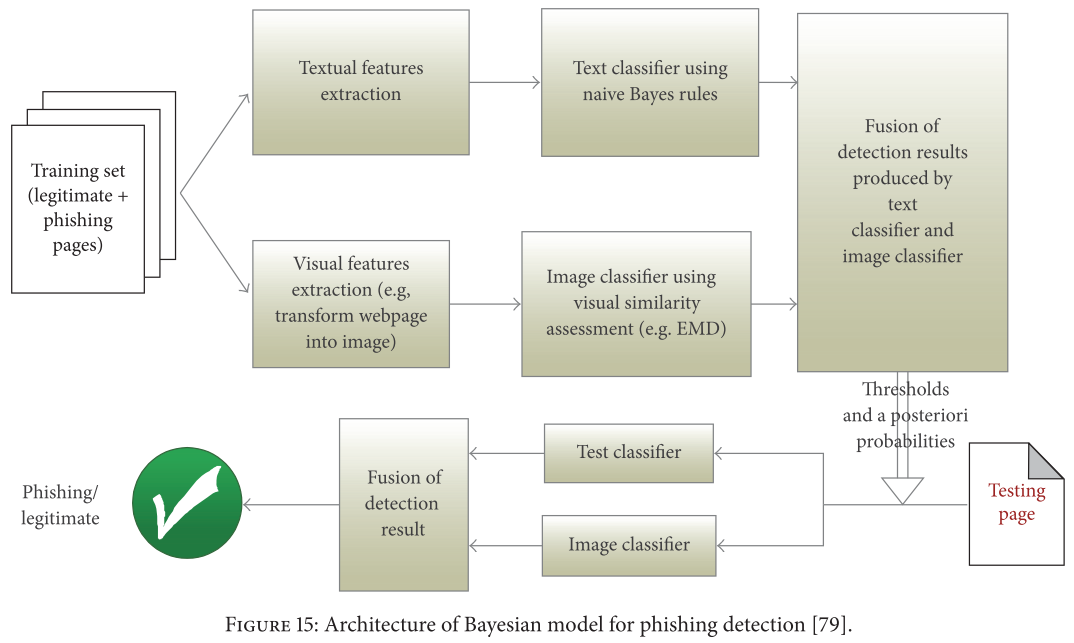 Training set
(legitimate +
phishing
pages)
Textual features
extraction
Text classifier using
naive Bayes rules
Visual features
extraction (e.g,
transform webpage
into image)
Image classifier using
visual similarity
assessment (e.g. EMD)
Fusion of
detection results
produced by
text
classifier and
image classifier
Thresholds
and a posteriori
probabilities
Testing
page
Test classifier
Image classifier
Fusion of
detection
result
Phishing/
legitimate
FIGURE 15: Architecture of Bayesian model for phishing detection [79].